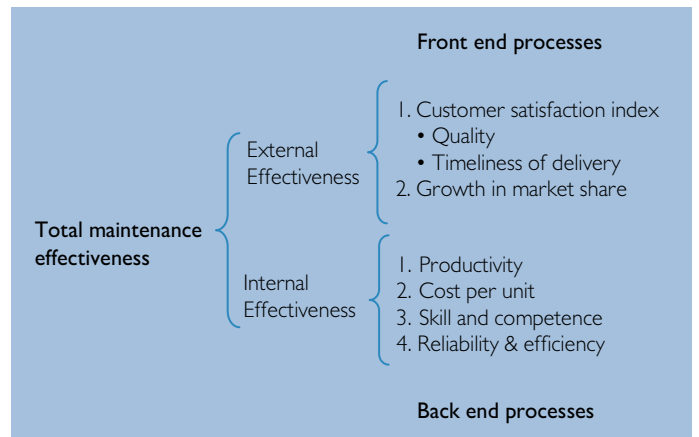 Front end processes
1. Customer satisfaction index
• Quality
• Timeliness of delivery
2. Growth in market share
External
Effectiveness
Total maintenance
effectiveness
Internal
Effectiveness
1. Productivity
2. Cost per unit
3. Skill and competence
4. Reliability & efficiency
Back end processes